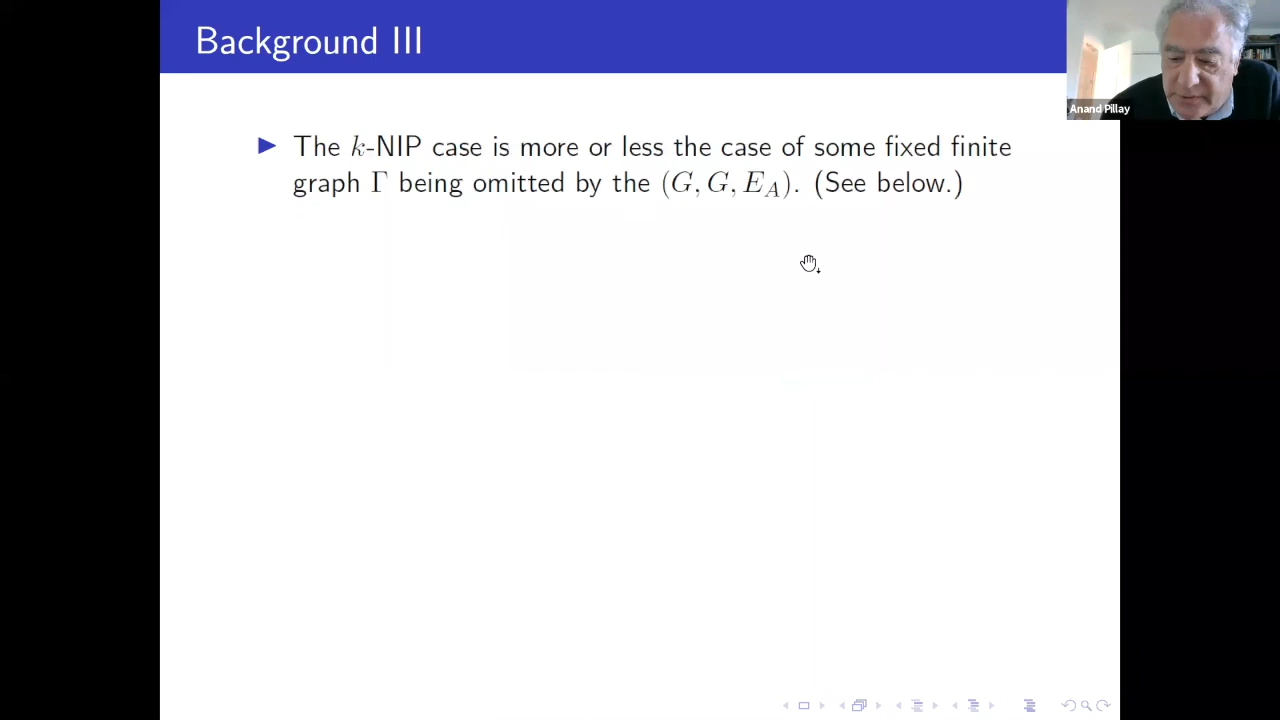 Background III
Anand Pillay
▶ The k-NIP case is more or less the case of some fixed finite
graph Γ being omitted by the (G, G, E_A). (See below.)